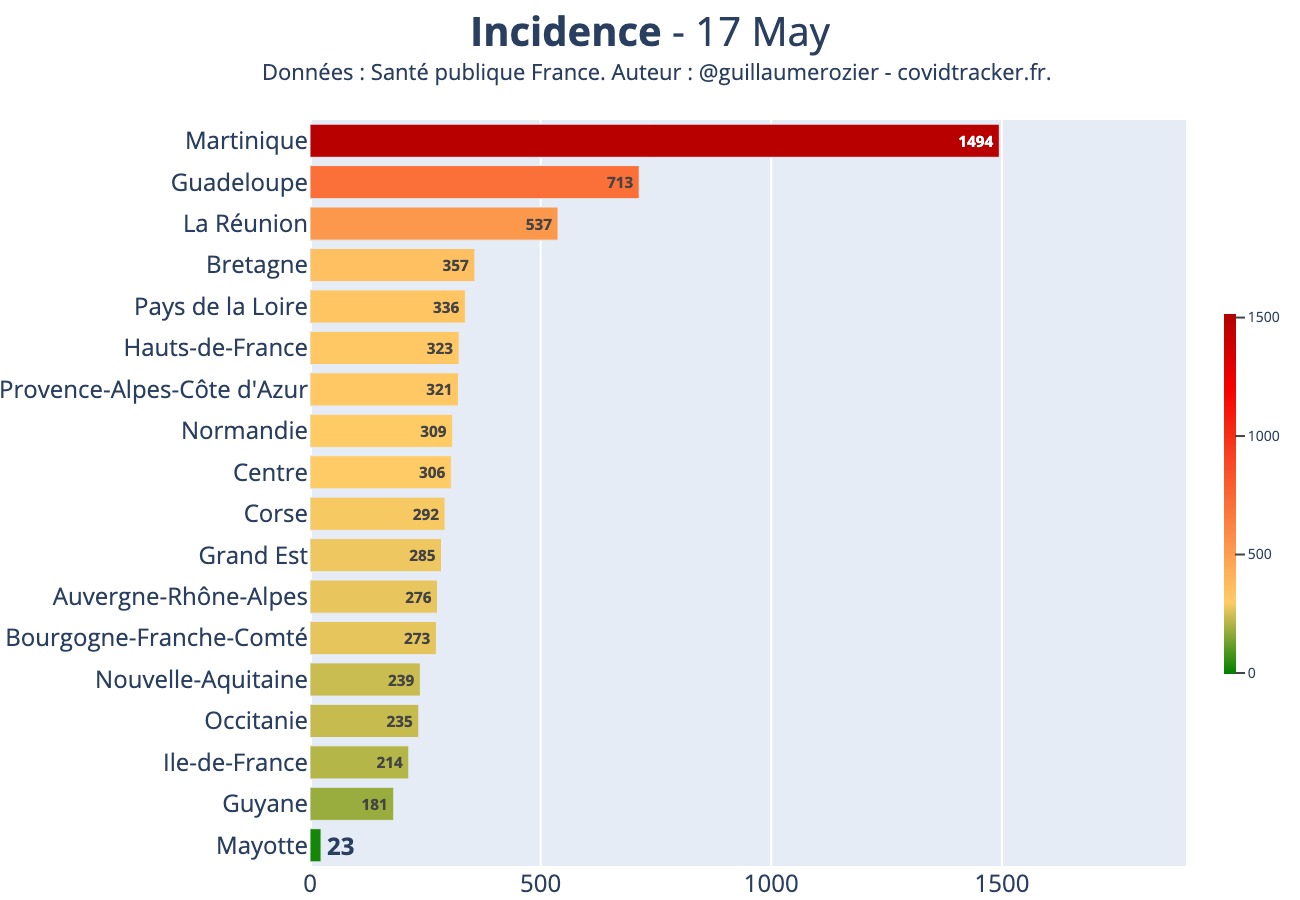 Incidence - 17 May
Données : Santé publique France. Auteur : @guillaumerozier - covidtracker.fr.
Martinique 1494
Guadeloupe 713
La Réunion 537
Bretagne 357
Pays de la Loire 336
Hauts-de-France 323
Provence-Alpes-Côte d'Azur 321
Normandie 309
Centre 306
Corse 292
Grand Est 285
Auvergne-Rhône-Alpes 276
Bourgogne-Franche-Comté 273
Nouvelle-Aquitaine 239
Occitanie 235
Ile-de-France 214
Guyane 181
Mayotte 23
0 500 1000 1500
1500
1000
500
0